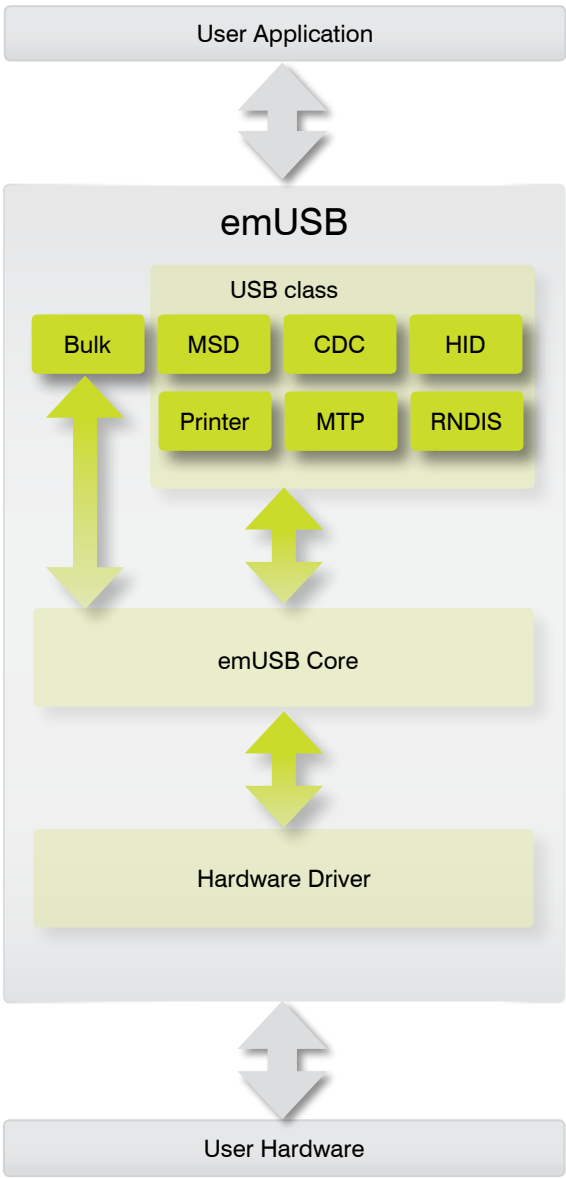 User Application
emUSB
USB class
Bulk
MSD
CDC
HID
Printer
MTP
RNDIS
emUSB Core
Hardware Driver
User Hardware